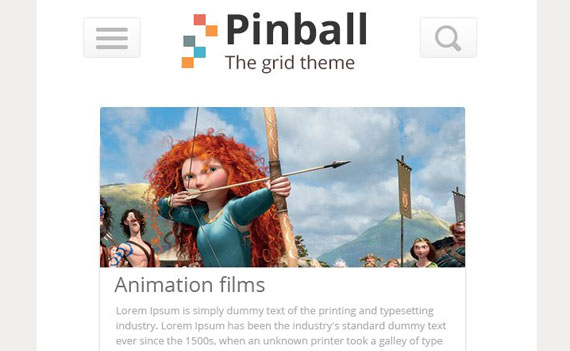 Pinball
The grid theme
Animation films
Lorem Ipsum is simply dummy text of the printing and typesetting
industry. Lorem Ipsum has been the industry's standard dummy text
ever since the 1500s, when an unknown printer took a galley of type